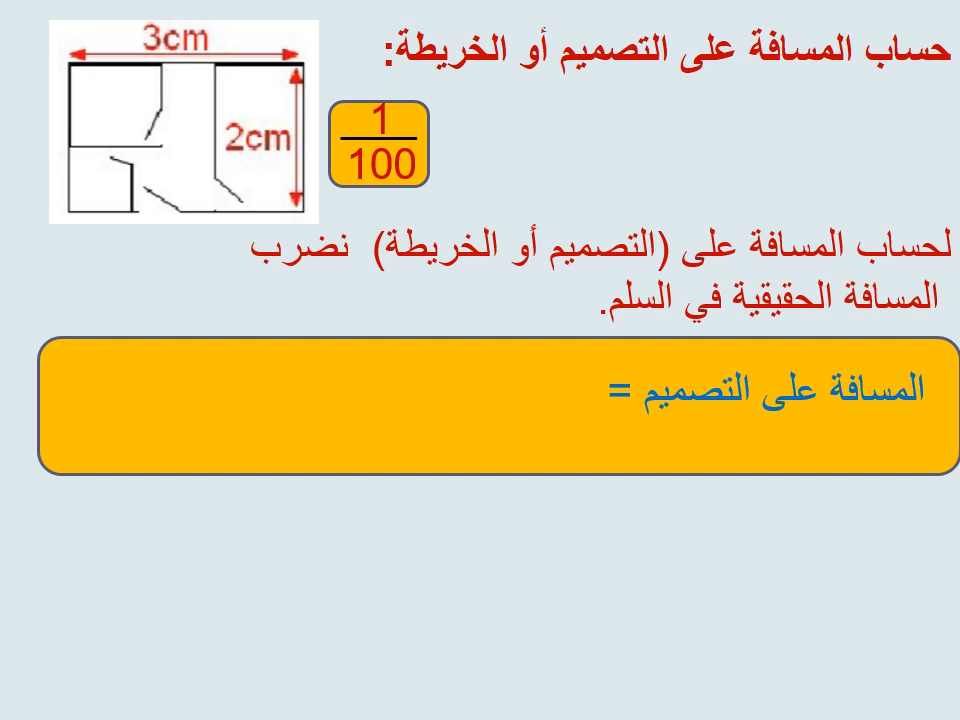 حساب المسافة على التصميم أو الخريطة:
3cm
2cm
1
100
لحساب المسافة على (التصميم أو الخريطة) نضرب
المسافة الحقيقية في السلم.
المسافة على التصميم =